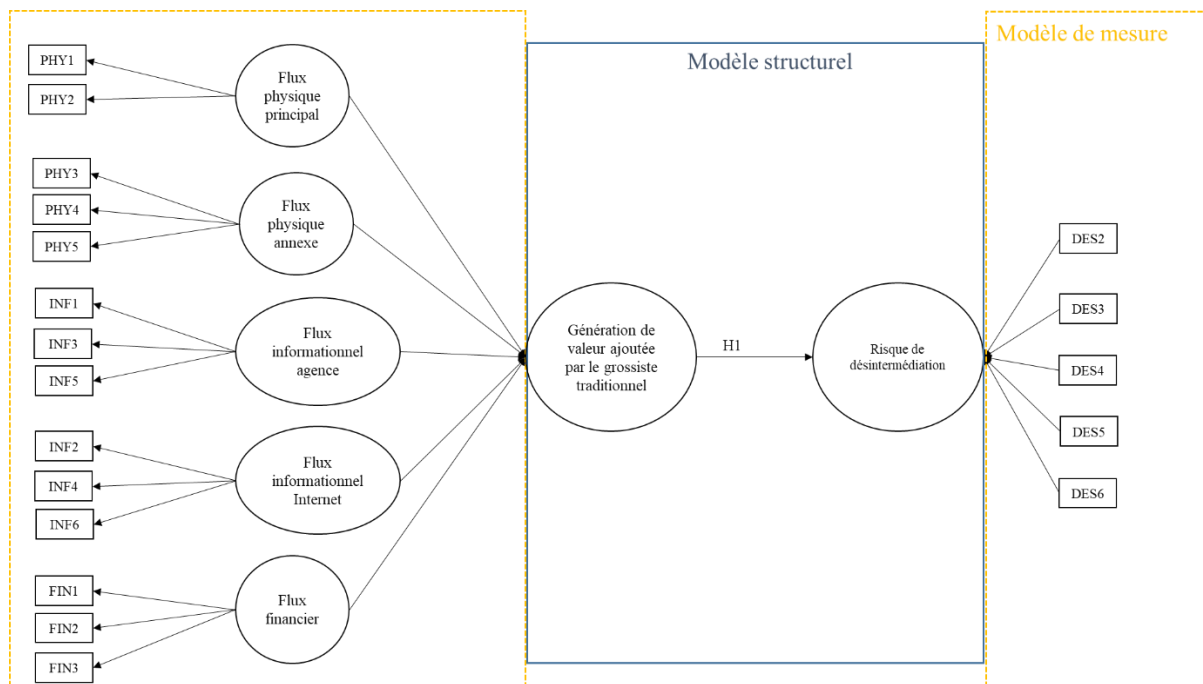 Modèle de mesure
Modèle structurel
PHY1
PHY2
Flux
physique
principal
PHY3
PHY4
PHY5
Flux
physique
annexe
INF1
INF3
INF5
Flux
informationnel
agence
INF2
INF4
INF6
Flux
informationnel
Internet
FIN1
FIN2
FIN3
Flux
financier
Génération de
valeur ajoutée
par le grossiste
traditionnel
H1
Risque de
désintermédiation
DES2
DES3
DES4
DES5
DES6